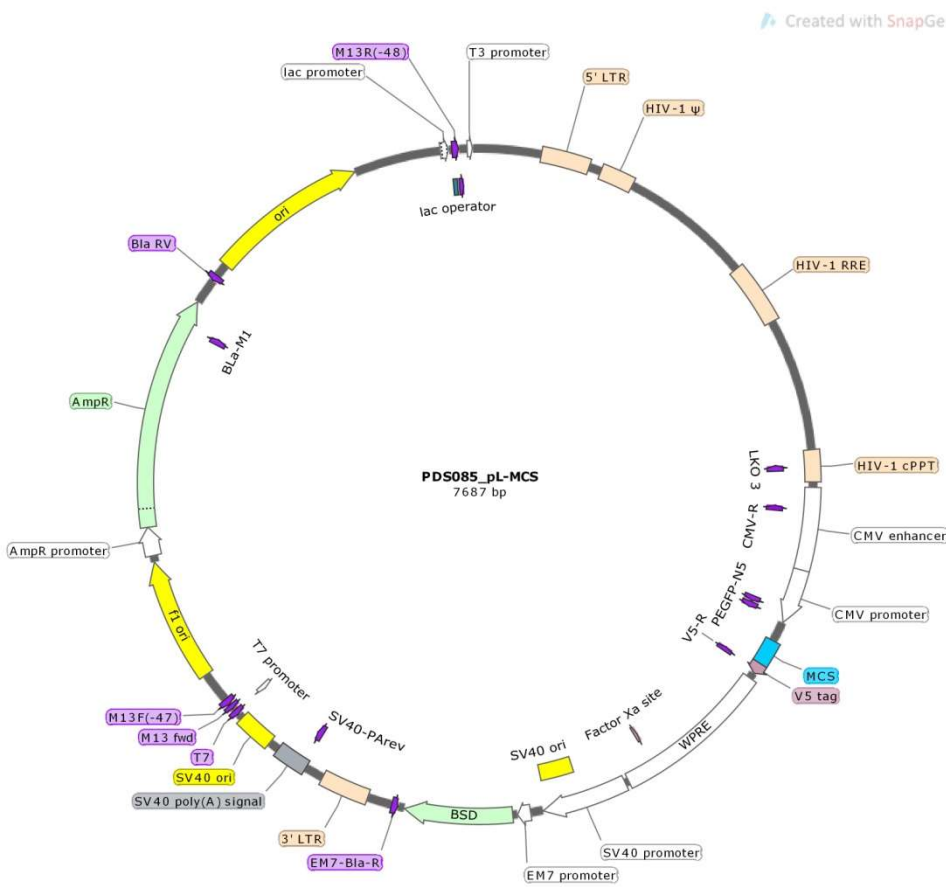 Created with SnapGe
M13R(-48)
T3 promoter
lac promoter
5' LTR
HIV-1 ψ
lac operator
ori
Bla RV
HIV-1 RRE
BLa-M1
AmpR
PDS085_pL-MCS
7687 bp
LKO 3
HIV-1 cPPT
CMV-R
CMV enhancer
AmpR promoter
PEGFP-N5
CMV promoter
f1 ori
V5-R
MCS
V5 tag
T7 promoter
M13F(-47)
M13 fwd
T7
SV40 ori
SV40 poly(A) signal
SV40-PArev
SV40 ori
Factor Xa site
WPRE
3' LTR
BSD
EM7-Bla-R
SV40 promoter
EM7 promoter